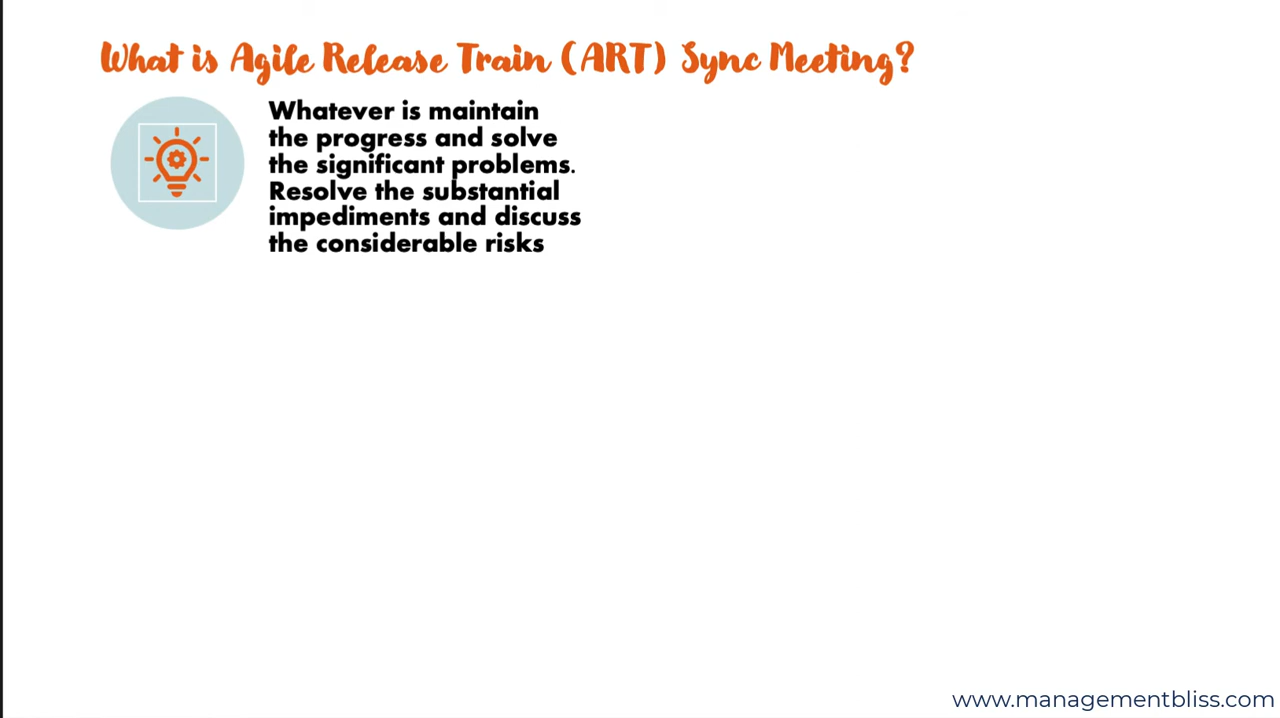 What is Agile Release Train (ART) Sync Meeting?
Whatever is maintain
the progress and solve
the significant problems.
Resolve the substantial
impediments and discuss
the considerable risks
www.managementbliss.com